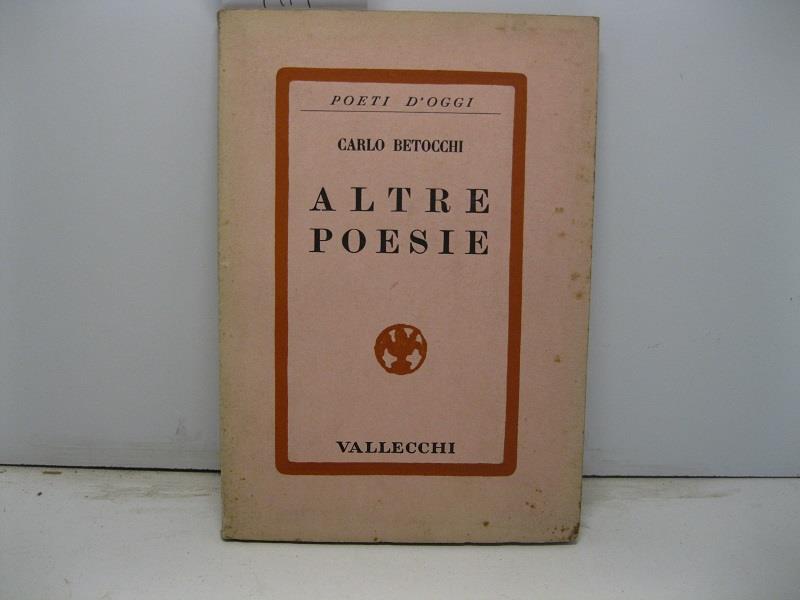 POETI D'OGGI
CARLO BETOCCHI
ALTRE
POESIE
VALLECCHI